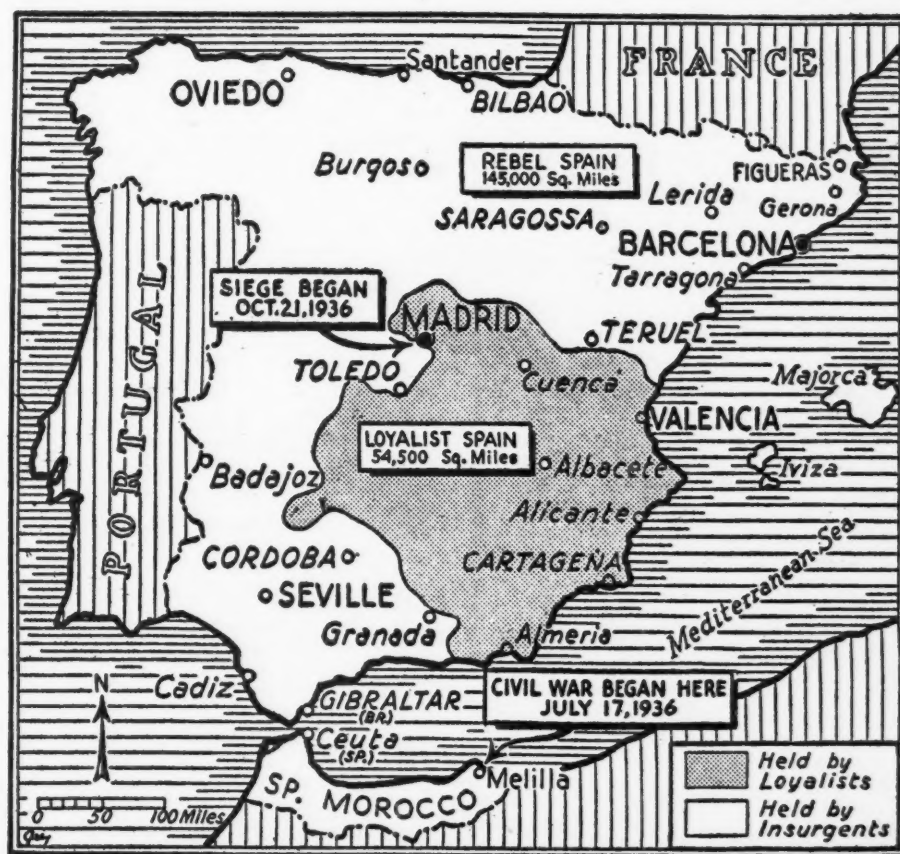 FRANCE
Santander
OVIEDO
BILBAO
Burgos
REBEL SPAIN
145,000 Sq. Miles
FIGUERAS
Lerida
Gerona
SARAGOSSA
BARCELONA
Tarragona
SIEGE BEGAN
OCT. 21, 1936
MADRID
TERUEL
TOLEDO
Cuenca
Majorca
PORTUGAL
VALENCIA
LOYALIST SPAIN
54,500 Sq. Miles
Albacete
Iviza
Badajoz
Alicante
CORDOBA
CARTAGEÑA
SEVILLE
Mediterranean Sea
Granada
Almeria
Cadiz
CIVIL WAR BEGAN HERE
JULY 17, 1936
N
GIBRALTAR
(BR.)
Ceuta
(SP.)
Melilla
SP. MOROCCO
Held by
Loyalists
Held by
Insurgents
0 50 100 Miles